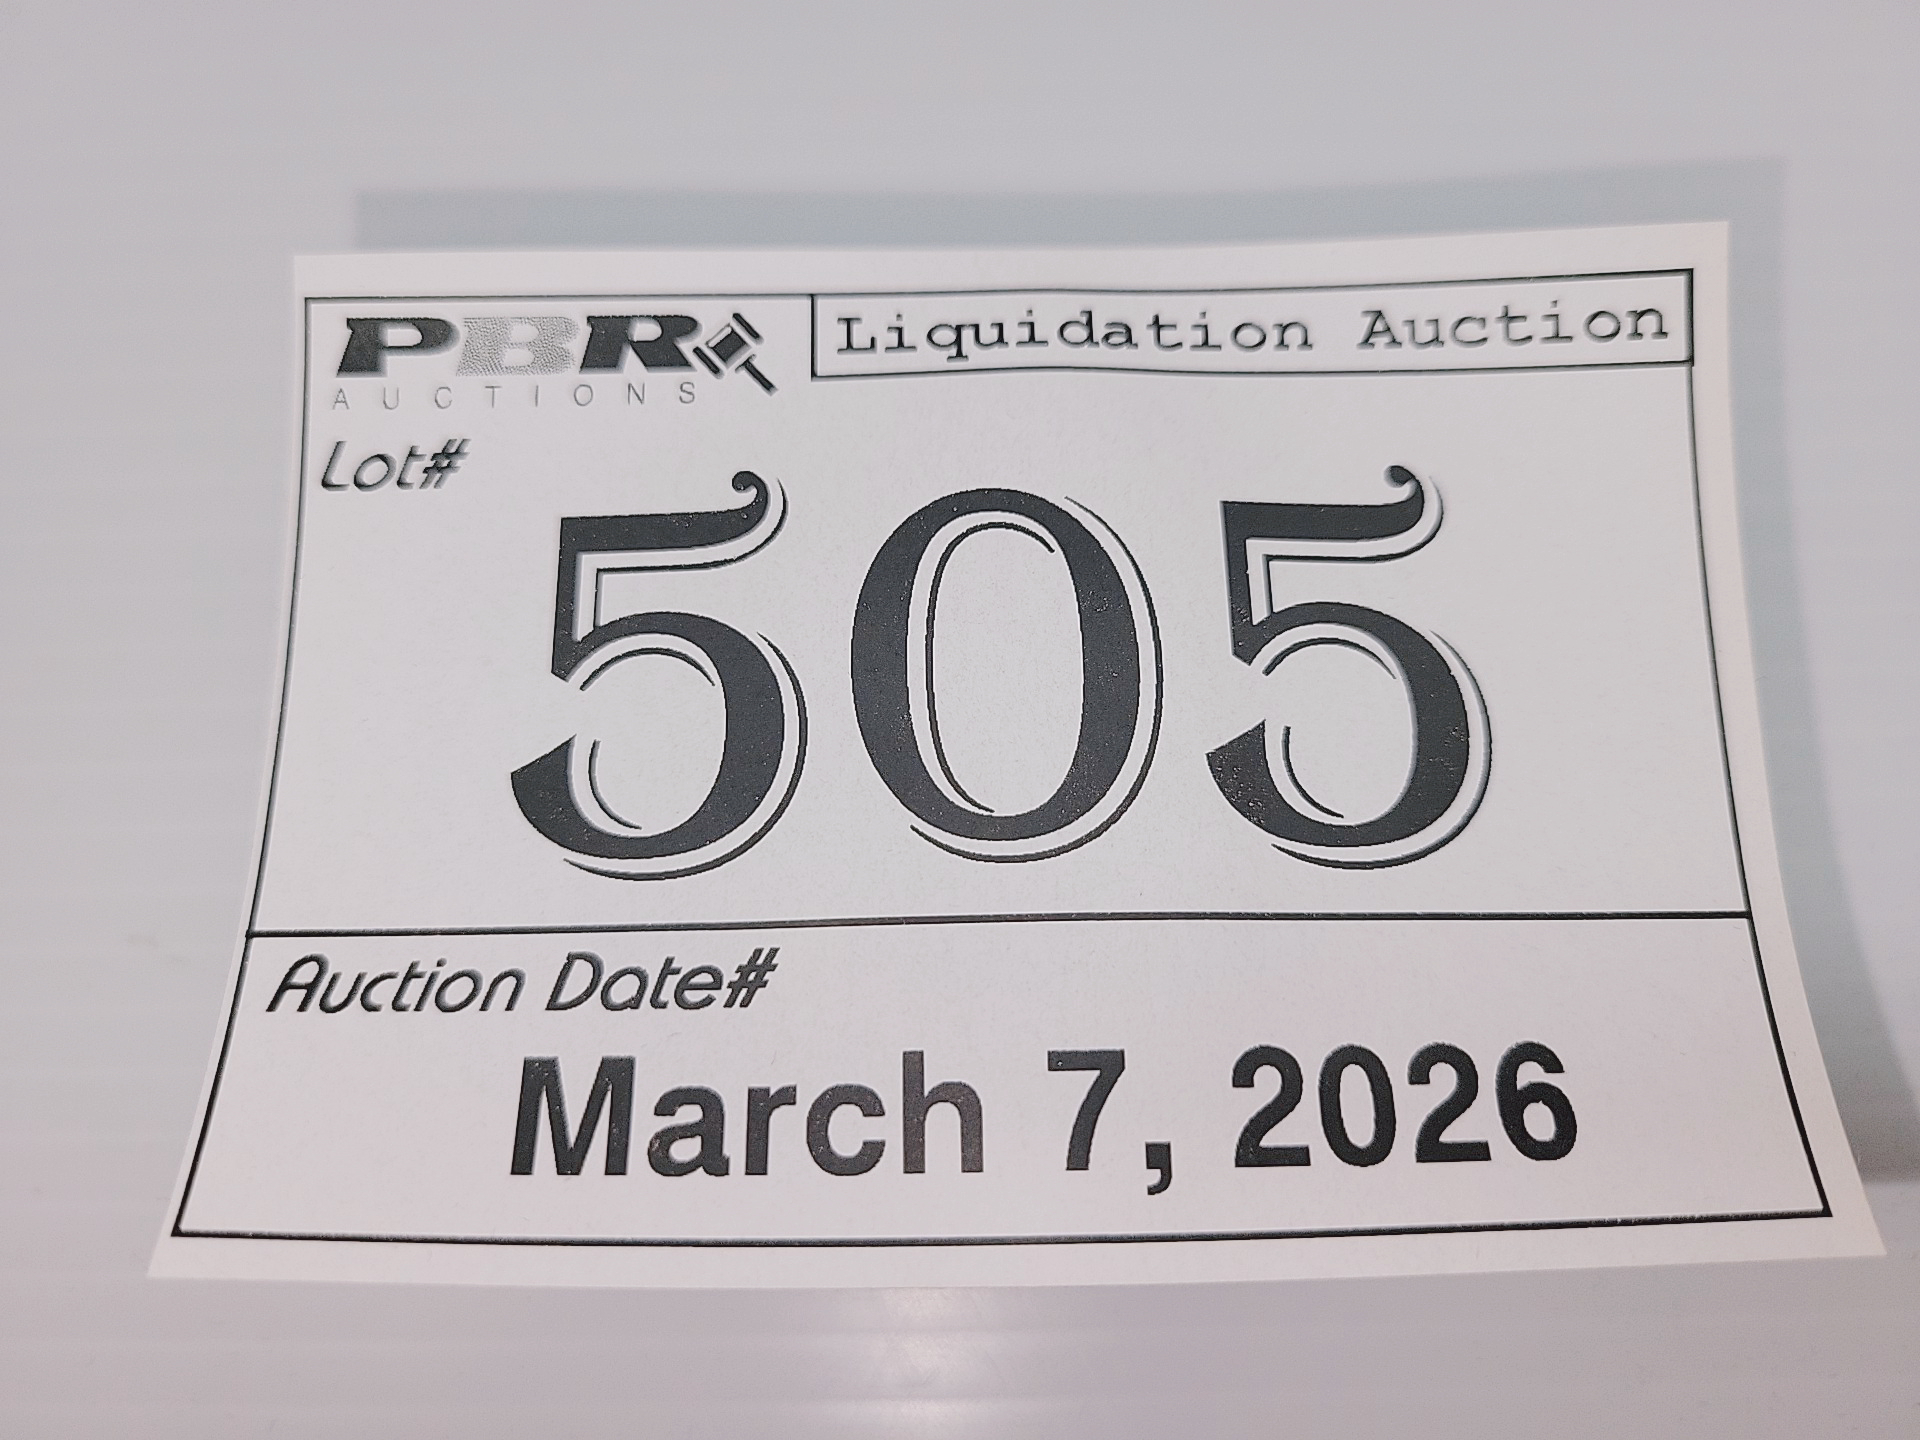 PBR
AUCTIONS
Liquidation Auction
Lot#
505
Auction Date#
March 7, 2026